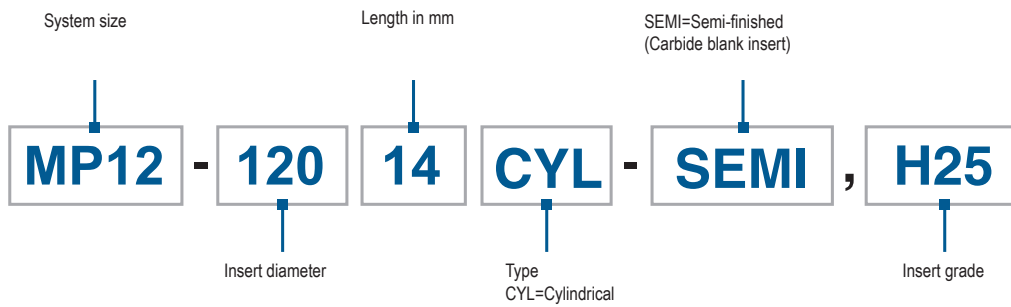 System size
Length in mm
SEMI=Semi-finished
(Carbide blank insert)
MP12 - 120 14 CYL - SEMI , H25
Insert diameter
Type
CYL=Cylindrical
Insert grade